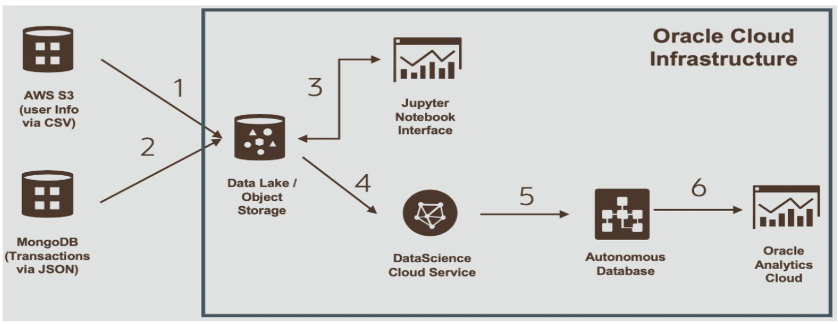 Oracle Cloud
Infrastructure
AWS S3
(user Info
via CSV)
1
2
MongoDB
(Transactions
via JSON)
Data Lake /
Object
Storage
3
Jupyter
Notebook
Interface
4
DataScience
Cloud Service
5
Autonomous
Database
6
Oracle
Analytics
Cloud